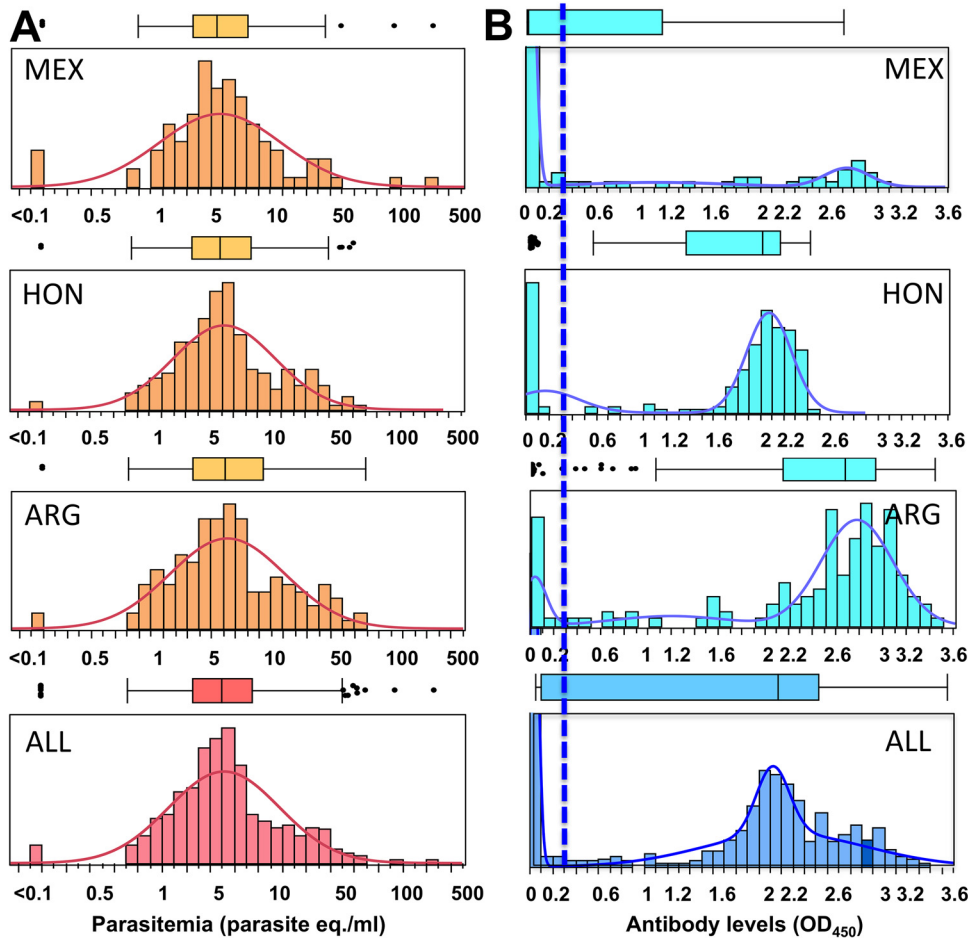 A
B
MEX
MEX
<0.1 0.5 1 5 10 50 100 500
0 0.2 0.6 1 1.2 1.6 2 2.2 2.6 3 3.2 3.6
HON
HON
<0.1 0.5 1 5 10 50 100 500
0 0.2 0.6 1 1.2 1.6 2 2.2 2.6 3 3.2 3.6
ARG
ARG
<0.1 0.5 1 5 10 50 100 500
0 0.2 0.6 1 1.2 1.6 2 2.2 2.6 3 3.2 3.6
ALL
ALL
<0.1 0.5 1 5 10 50 100 500
0 0.2 0.6 1 1.2 1.6 2 2.2 2.6 3 3.2 3.6
Parasitemia (parasite eq./ml)
Antibody levels (OD450)